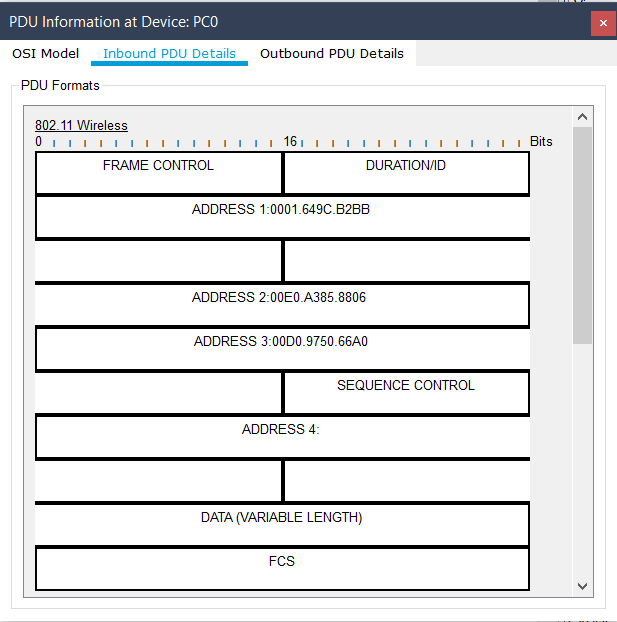 PDU Information at Device: PC0
OSI Model Inbound PDU Details Outbound PDU Details
PDU Formats
802.11 Wireless
0 16 Bits
FRAME CONTROL DURATION/ID
ADDRESS 1:0001.649C.B2BB
ADDRESS 2:00E0.A385.8806
ADDRESS 3:00D0.9750.66A0
SEQUENCE CONTROL
ADDRESS 4:
DATA (VARIABLE LENGTH)
FCS